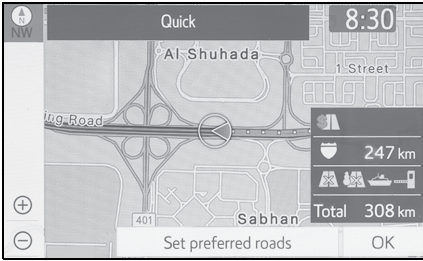 N
NW
Quick
8:30
Al Shuhada
1 Street
ing Road
247 km
Total 308 km
401
Sabhan
Set preferred roads
OK